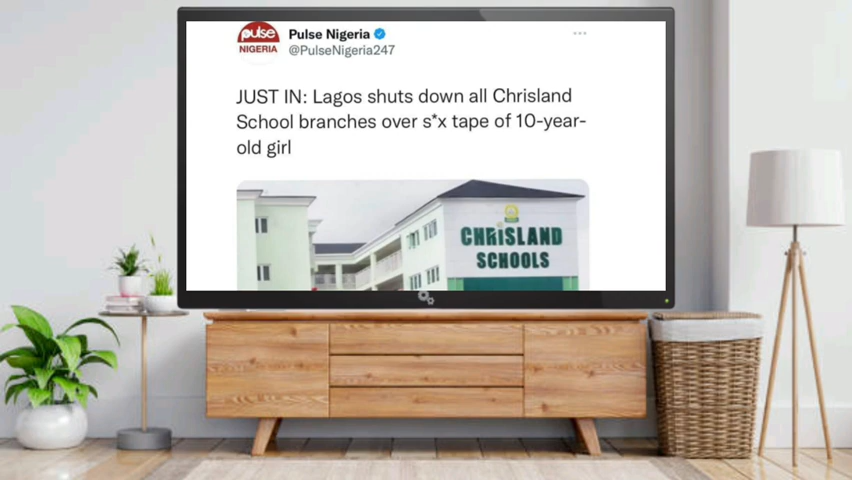 pulse
NIGERIA
Pulse Nigeria
@PulseNigeria247
JUST IN: Lagos shuts down all Chrisland
School branches over s*x tape of 10-year-
old girl
CHRISLAND
SCHOOLS